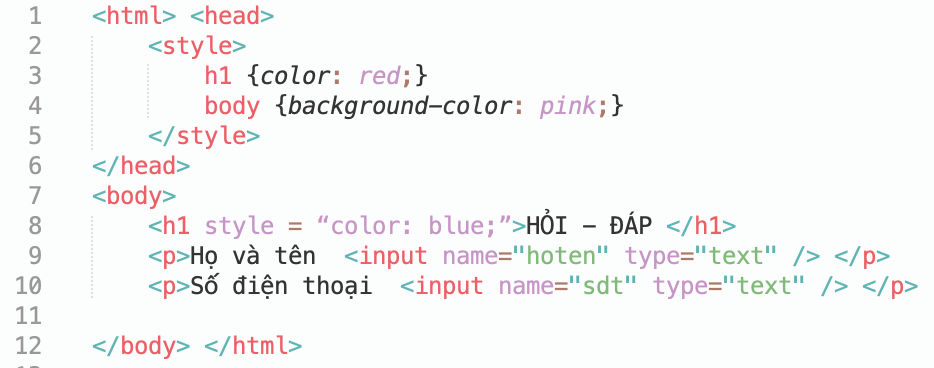 1 <html> <head>
2 <style>
3 h1 {color: red;}
4 body {background-color: pink;}
5 </style>
6 </head>
7 <body>
8 <h1 style = “color: blue;”>HỎI - ĐÁP </h1>
9 <p>Họ và tên <input name="hoten" type="text" /> </p>
10 <p>Số điện thoại <input name="sdt" type="text" /> </p>
11
12 </body> </html>